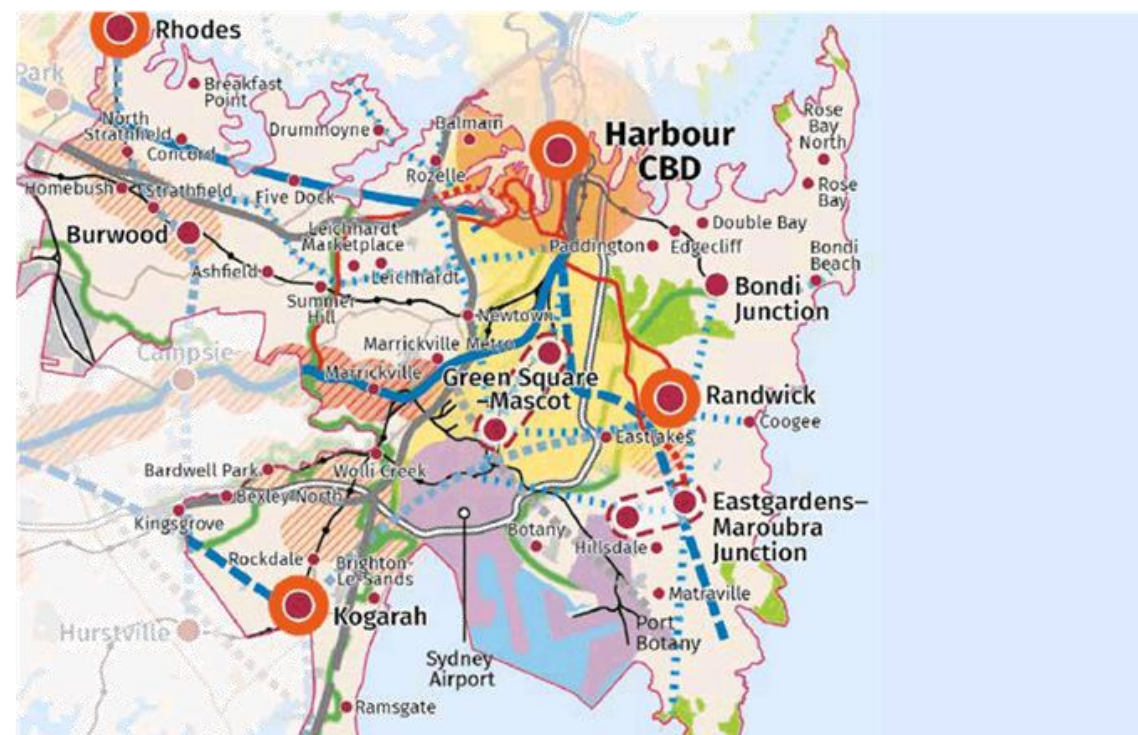 Rhodes
Park
Breakfast
Point
North
Strathfield
Concord
Drummoyne
Balmain
Harbour
CBD
Rose
Bay
North
Rozelle
Homebush
Strathfield
Five Dock
Rose
Bay
Burwood
Leichhardt
Marketplace
Leichhardt
Paddington
Edgecliff
Double Bay
Bondi
Beach
Ashfield
Summer
Hill
Bondi
Junction
Newtown
Marrickville Metro
Campsie
Marrickville
Green Square
–Mascot
Randwick
Coogee
Eastlakes
Bardwell Park
Wolli Creek
Bexley North
Kingsgrove
Eastgardens–
Maroubra
Junction
Botany
Hillsdale
Rockdale
Brighton-
Le-Sands
Matraville
Kogarah
Port
Botany
Hurstville
Sydney
Airport
Ramsgate